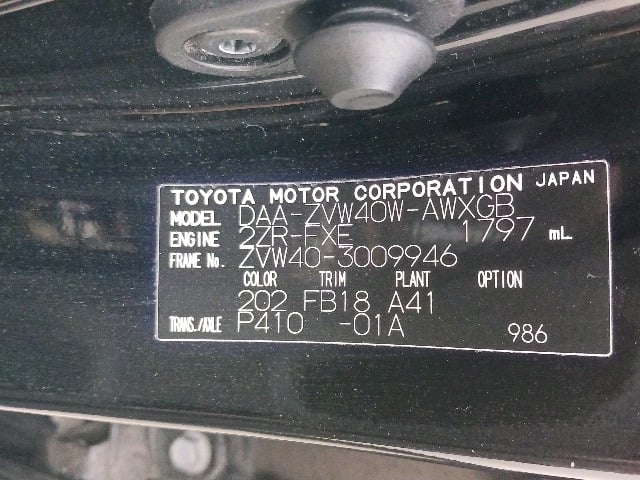 TOYOTA MOTOR CORPORATION JAPAN
MODEL DAA-ZVW40W-AWXGB
ENGINE 2ZR-FXE 1797 mL
FRAME No. ZVW40-3009946
COLOR TRIM PLANT OPTION
202 FB18 A41
TRANS./AXLE P410 -01A 986